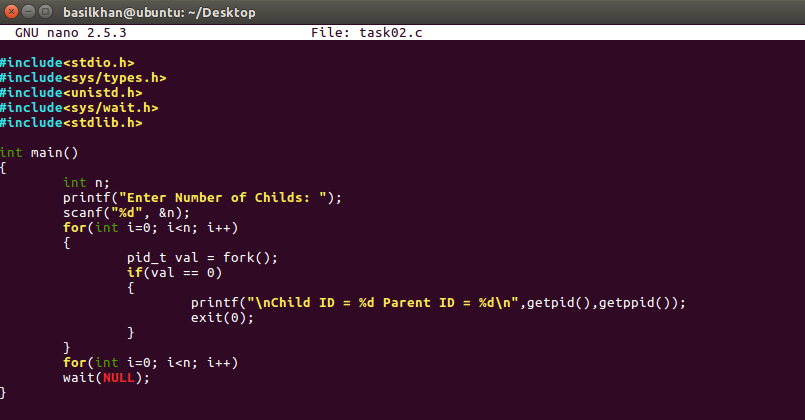 basilkhan@ubuntu: ~/Desktop
GNU nano 2.5.3 File: task02.c
#include<stdio.h>
#include<sys/types.h>
#include<unistd.h>
#include<sys/wait.h>
#include<stdlib.h>
int main()
{
int n;
printf("Enter Number of Childs: ");
scanf("%d", &n);
for(int i=0; i<n; i++)
{
pid_t val = fork();
if(val == 0)
{
printf("\nChild ID = %d Parent ID = %d\n",getpid(),getppid());
exit(0);
}
}
for(int i=0; i<n; i++)
wait(NULL);
}